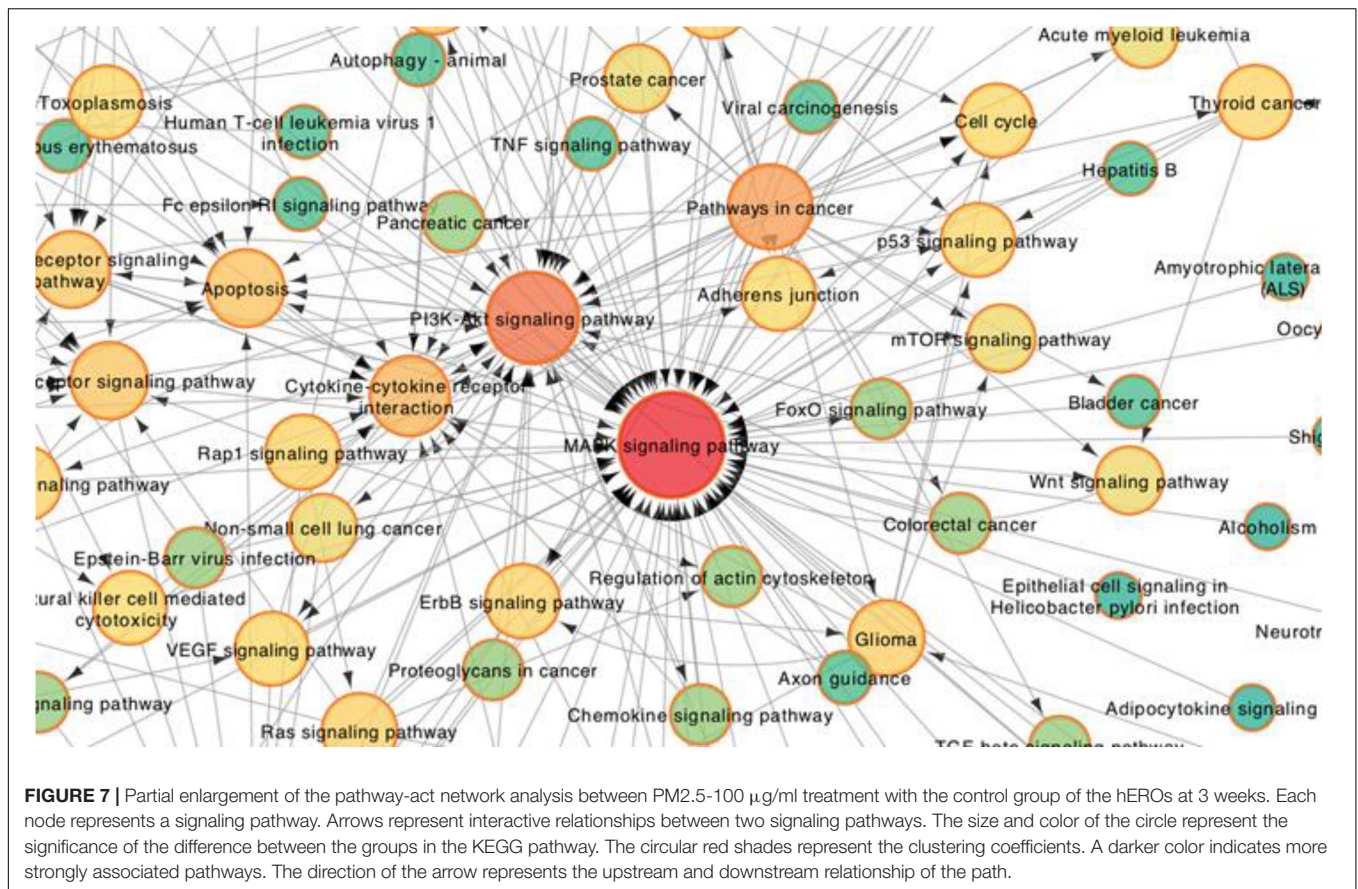 Acute myeloid leukemia
Autophagy - animal
Prostate cancer
Toxoplasmosis
Viral carcinogenesis
Thyroid cancer
Human T-cell leukemia virus 1
infection
Cell cycle
TNF signaling pathway
ous erythematosus
Hepatitis B
Fc epsilon RI signaling pathway
Pancreatic cancer
Pathways in cancer
p53 signaling pathway
eceptor signaling
pathway
Amyotrophic latera
(ALS)
Apoptosis
Adherens junction
PI3K-Akt signaling pathway
Oocy
mTOR signaling pathway
ceptor signaling pathway
Cytokine-cytokine receptor
interaction
FoxO signaling pathway
Bladder cancer
MAPK signaling pathway
Shig
Rap1 signaling pathway
naling pathway
Wnt signaling pathway
Non-small cell lung cancer
Colorectal cancer
Alcoholism
Epstein-Barr virus infection
Regulation of actin cytoskeleton
Epithelial cell signaling in
Helicobacter pylori infection
tural killer cell mediated
cytotoxicity
ErbB signaling pathway
Neurotr
Glioma
VEGF signaling pathway
Proteoglycans in cancer
Axon guidance
gnaling pathway
Chemokine signaling pathway
Adipocytokine signaling
Ras signaling pathway
TGF-beta signaling pathway
FIGURE 7 | Partial enlargement of the pathway-act network analysis between PM2.5-100 μg/ml treatment with the control group of the hEROs at 3 weeks. Each
node represents a signaling pathway. Arrows represent interactive relationships between two signaling pathways. The size and color of the circle represent the
significance of the difference between the groups in the KEGG pathway. The circular red shades represent the clustering coefficients. A darker color indicates more
strongly associated pathways. The direction of the arrow represents the upstream and downstream relationship of the path.